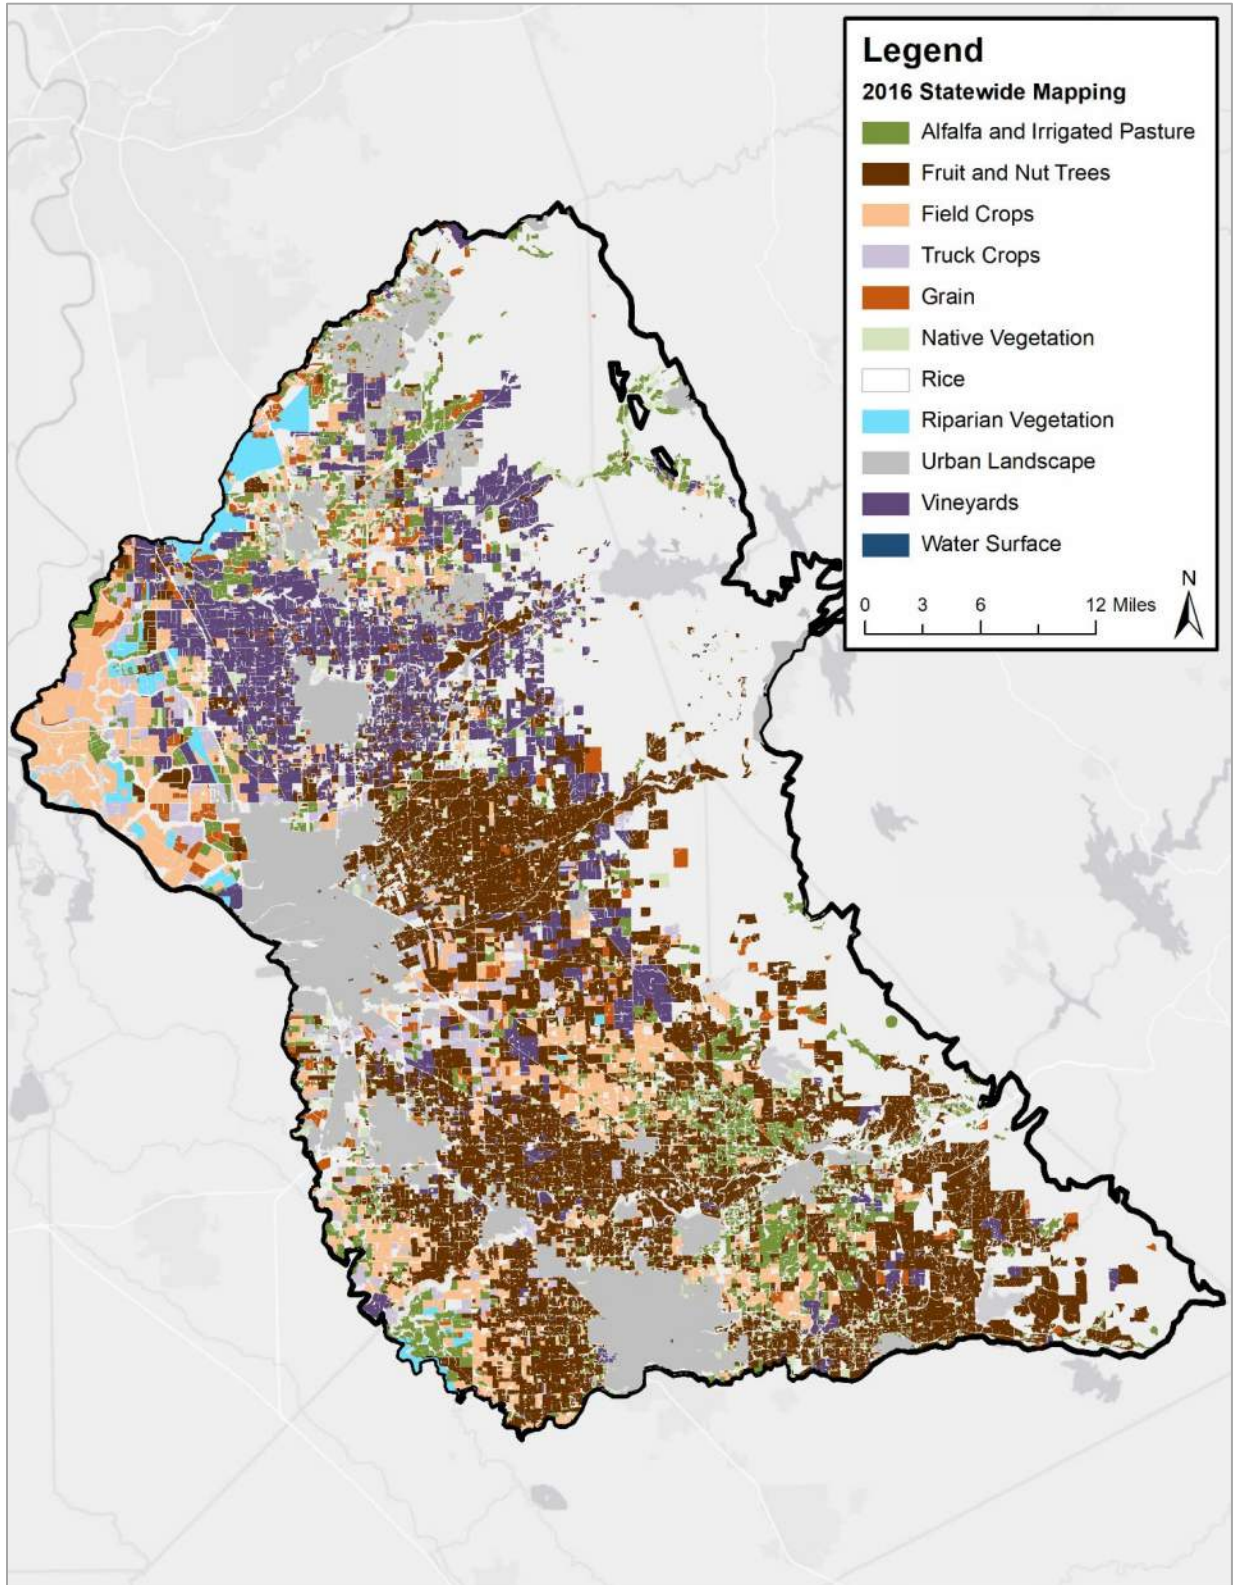 Legend
2016 Statewide Mapping
Alfalfa and Irrigated Pasture
Fruit and Nut Trees
Field Crops
Truck Crops
Grain
Native Vegetation
Rice
Riparian Vegetation
Urban Landscape
Vineyards
Water Surface
N
0 3 6 12 Miles